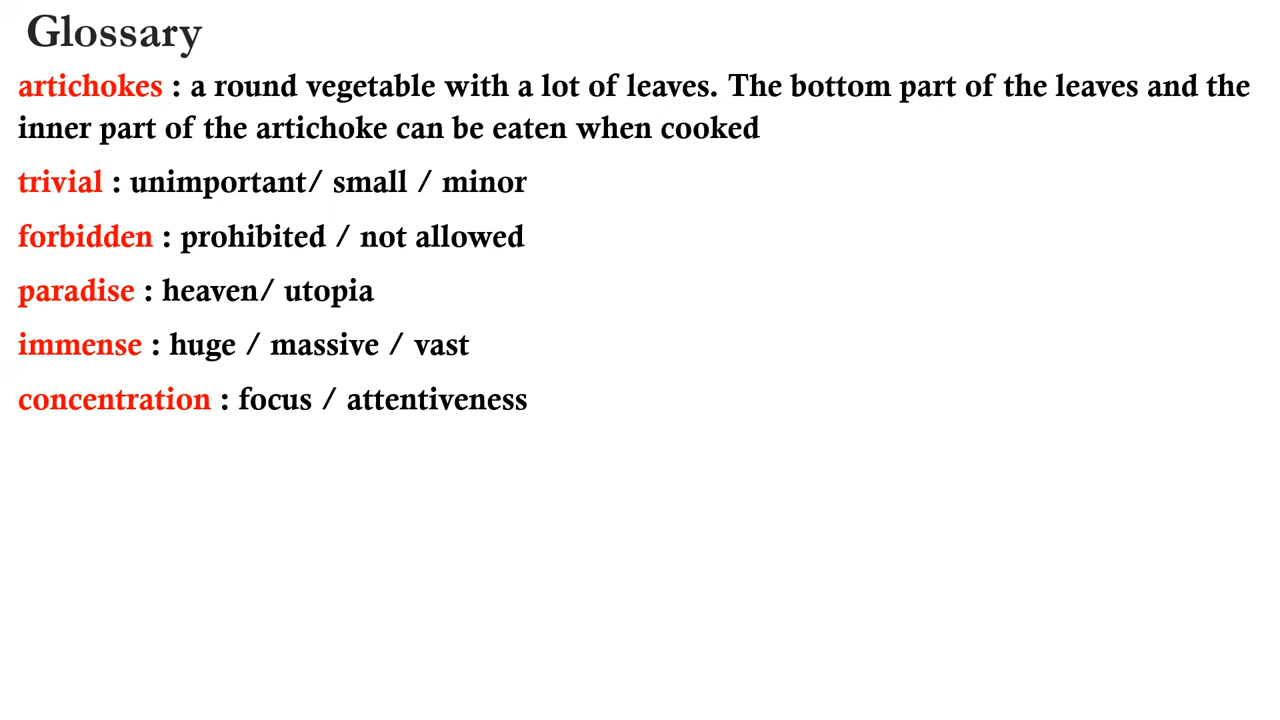 Glossary
artichokes : a round vegetable with a lot of leaves. The bottom part of the leaves and the
inner part of the artichoke can be eaten when cooked
trivial : unimportant/ small / minor
forbidden : prohibited / not allowed
paradise : heaven/ utopia
immense : huge / massive / vast
concentration : focus / attentiveness